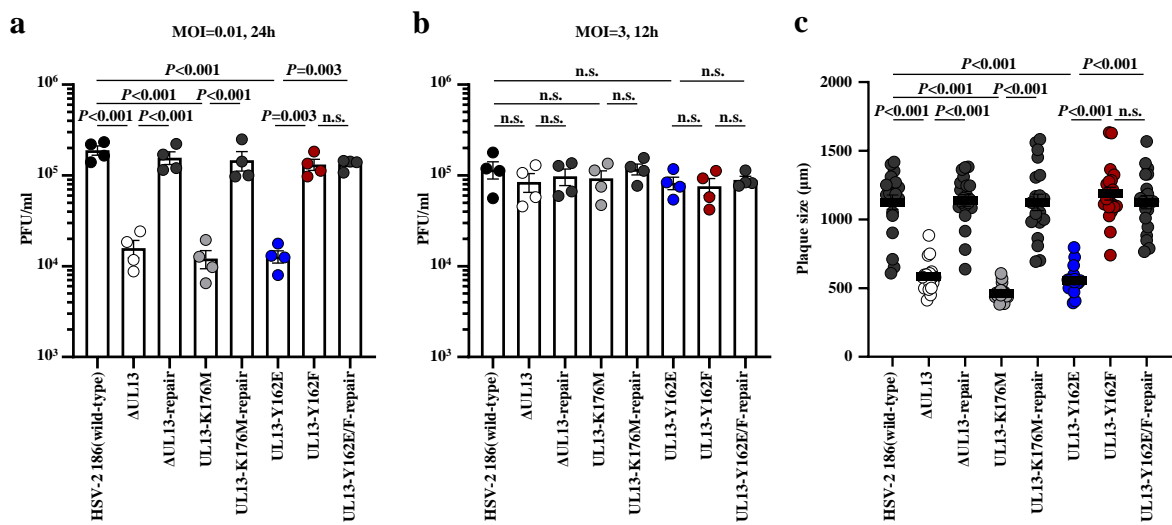 a
MOI=0.01, 24h
P<0.001 P=0.003
P<0.001 P<0.001
P<0.001 P<0.001 P=0.003 n.s.
PFU/ml
10⁶
10⁵
10⁴
10³
HSV-2 186(wild-type)
ΔUL13
ΔUL13-repair
UL13-K176M
UL13-K176M-repair
UL13-Y162E
UL13-Y162F
UL13-Y162E/F-repair
b
MOI=3, 12h
n.s. n.s.
n.s. n.s.
n.s. n.s. n.s. n.s.
PFU/ml
10⁶
10⁵
10⁴
10³
HSV-2 186(wild-type)
ΔUL13
ΔUL13-repair
UL13-K176M
UL13-K176M-repair
UL13-Y162E
UL13-Y162F
UL13-Y162E/F-repair
c
P<0.001 P<0.001
P<0.001 P<0.001
P<0.001 P<0.001 P<0.001 n.s.
Plaque size (μm)
2000
1500
1000
500
0
HSV-2 186(wild-type)
ΔUL13
ΔUL13-repair
UL13-K176M
UL13-K176M-repair
UL13-Y162E
UL13-Y162F
UL13-Y162E/F-repair